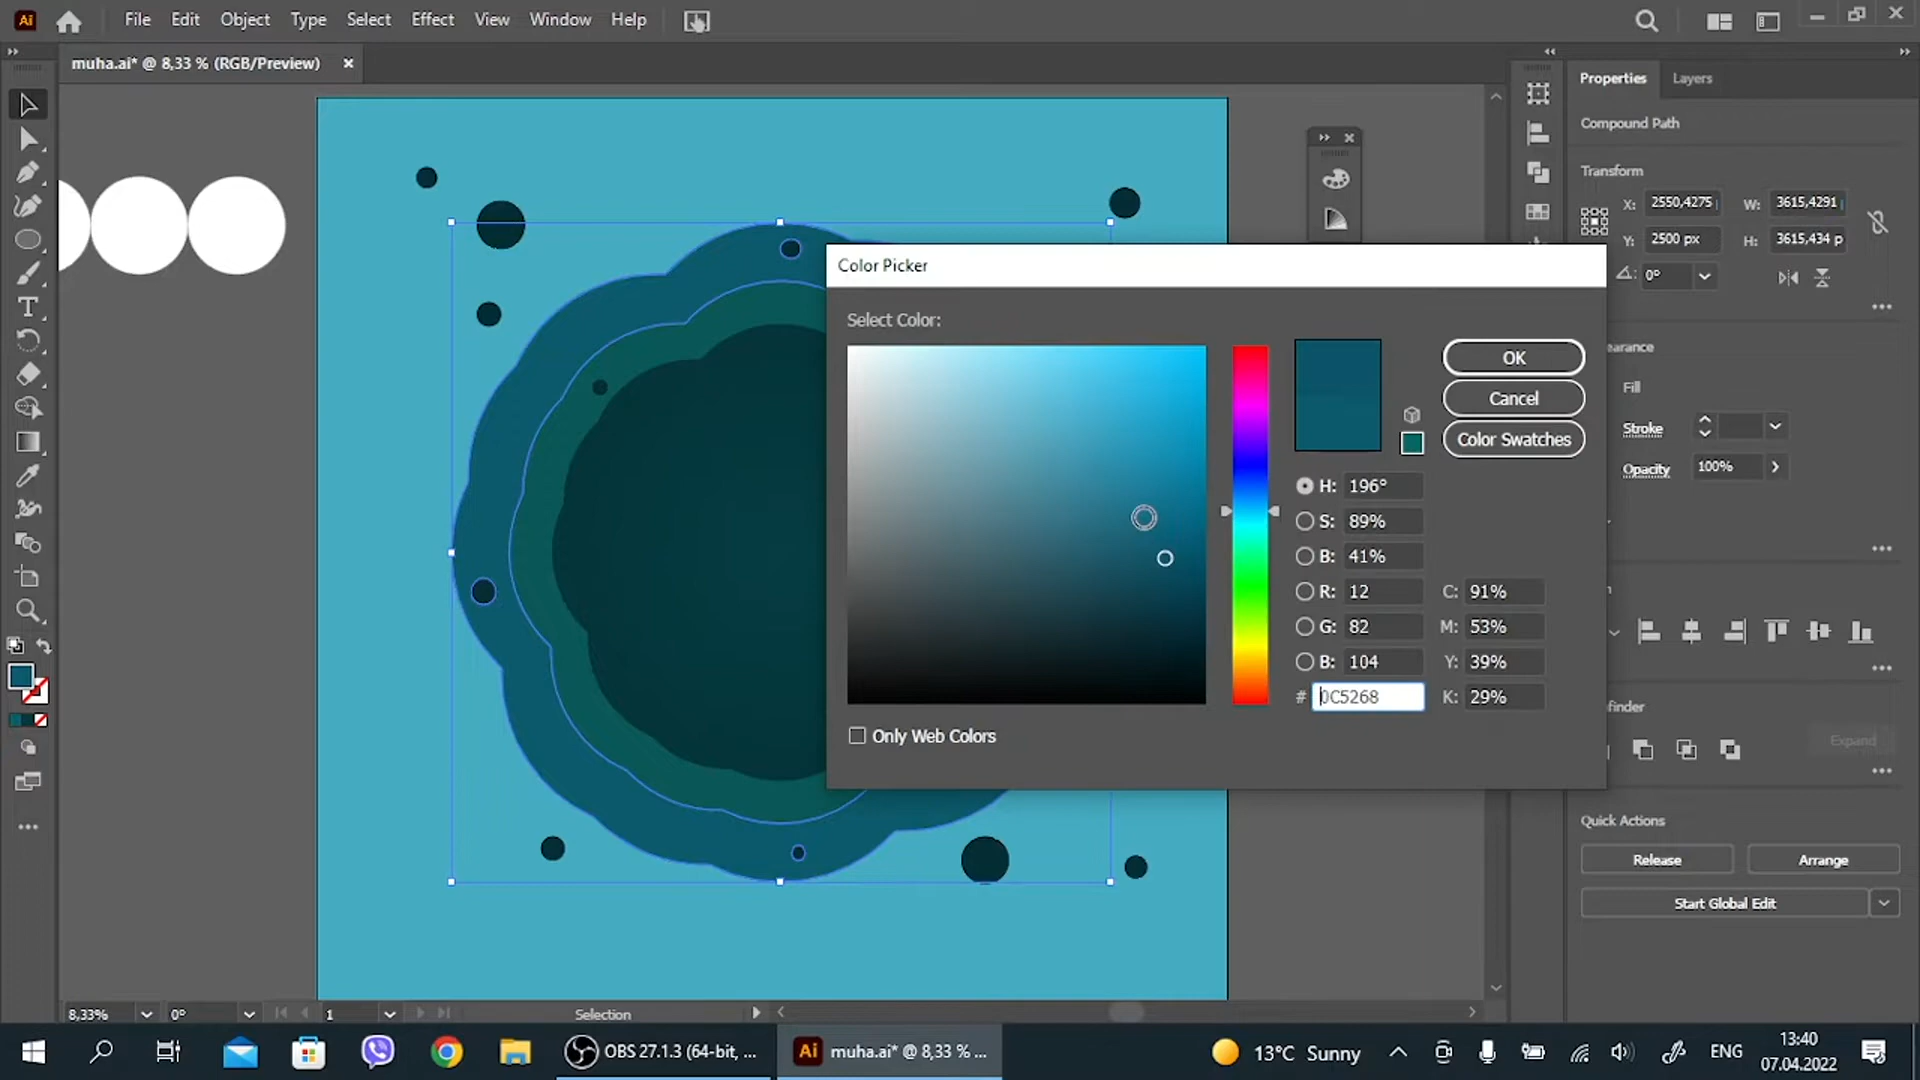 Ai
File Edit Object Type Select Effect View Window Help
muha.ai* @ 8,33 % (RGB/Preview)
Properties Layers
Compound Path
Transform
X: 2550,4275 W: 3615,4291
Y: 2500 px H: 3615,434 p
0°
Color Picker
Select Color:
OK
Cancel
Color Swatches
H: 196°
S: 89%
B: 41%
R: 12 C: 91%
G: 82 M: 53%
B: 104 Y: 39%
# 0C5268 K: 29%
Only Web Colors
earance
Fill
Stroke
Opacity 100%
finder
Expand
Quick Actions
Release Arrange
Start Global Edit
8,33% 0° 1 Selection
OBS 27.1.3 (64-bit, ...
Ai muha.ai* @ 8,33 % ...
13°C Sunny
ENG
13:40
07.04.2022